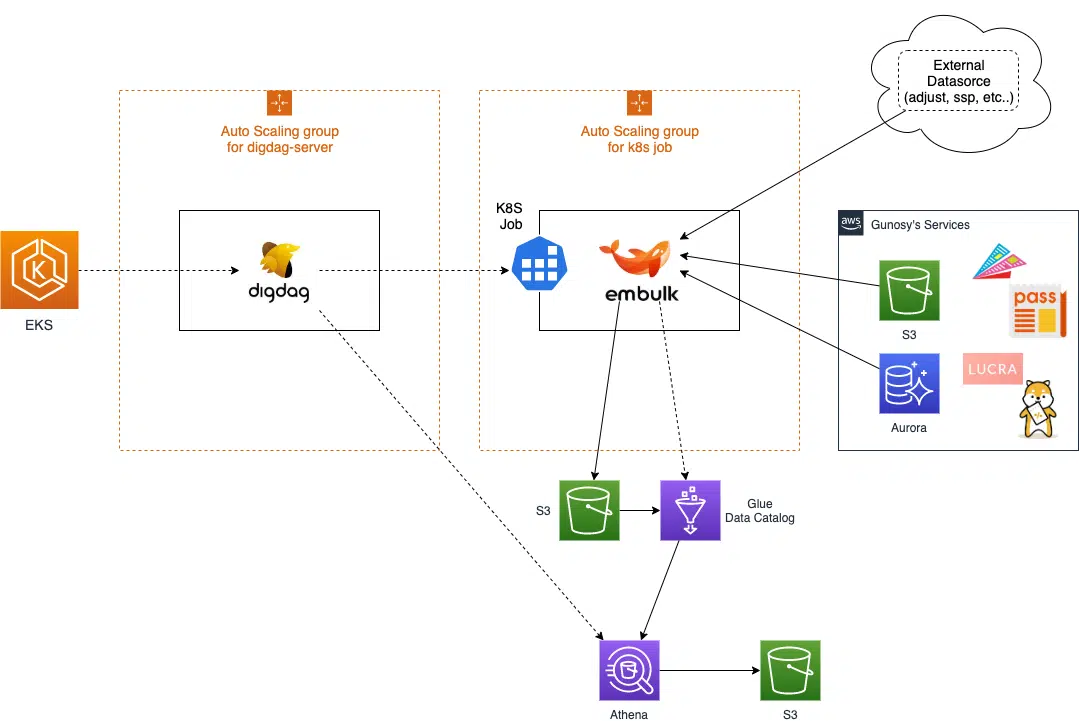 External
Datasorce
(adjust, ssp, etc..)
Auto Scaling group
for digdag-server
Auto Scaling group
for k8s job
K8S
Job
aws
Gunosy's Services
K
digdag
embulk
pass
S3
EKS
LUCRA
Aurora
S3
Glue
Data Catalog
Athena
S3